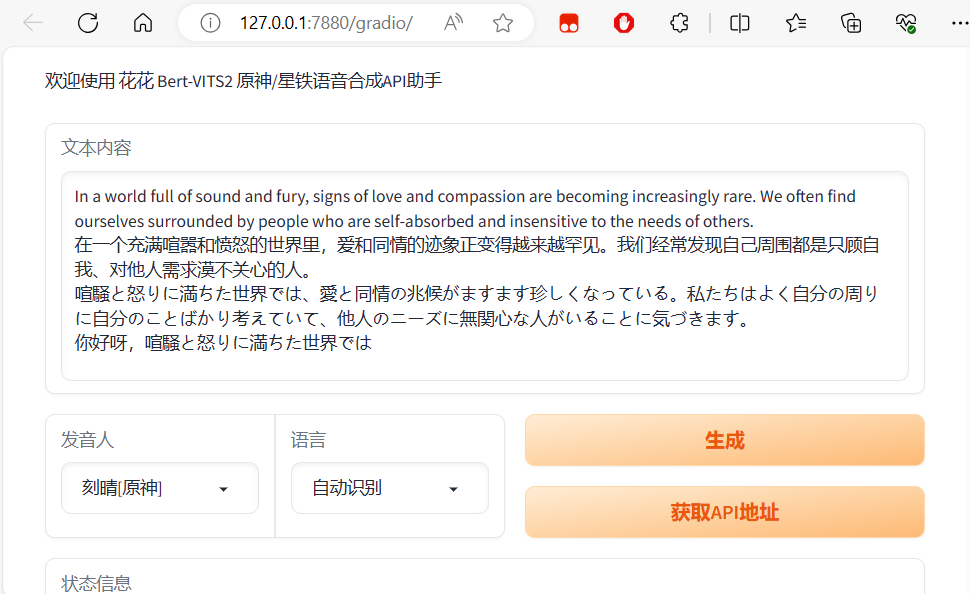 127.0.0.1:7880/gradio/
欢迎使用 花花 Bert-VITS2 原神/星铁语音合成API助手
文本内容
In a world full of sound and fury, signs of love and compassion are becoming increasingly rare. We often find
ourselves surrounded by people who are self-absorbed and insensitive to the needs of others.
在一个充满喧嚣和愤怒的世界里，爱和同情的迹象正变得越来越罕见。我们经常发现自己周围都是只顾自
我、对他人需求漠不关心的人。
喧騒と怒りに満ちた世界では、愛と同情の兆候がますます珍しくなっている。私たちはよく自分の周り
に自分のことばかり考えていて、他人のニーズに無関心な人がいることに気づきます。
你好呀，喧騒と怒りに満ちた世界では
发音人
语言
生成
刻晴[原神]
自动识别
获取API地址
状态信息